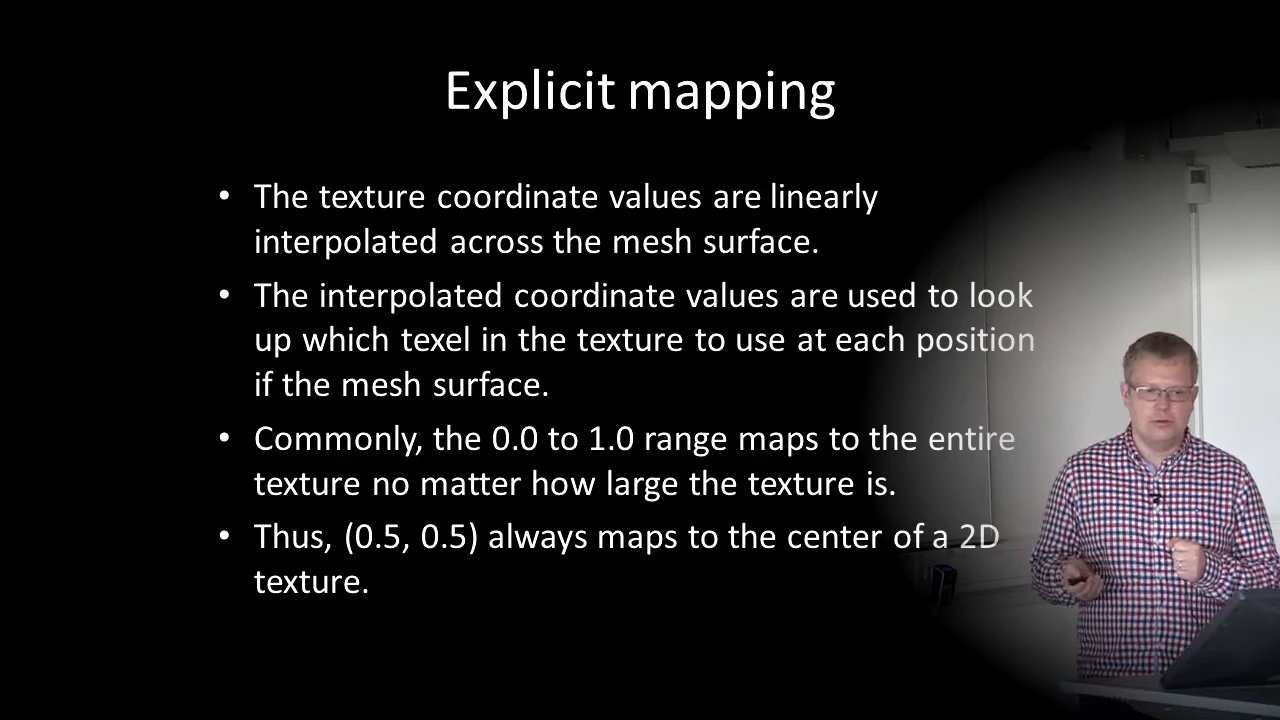 Explicit mapping
• The texture coordinate values are linearly
interpolated across the mesh surface.
• The interpolated coordinate values are used to look
up which texel in the texture to use at each position
if the mesh surface.
• Commonly, the 0.0 to 1.0 range maps to the entire
texture no matter how large the texture is.
• Thus, (0.5, 0.5) always maps to the center of a 2D
texture.